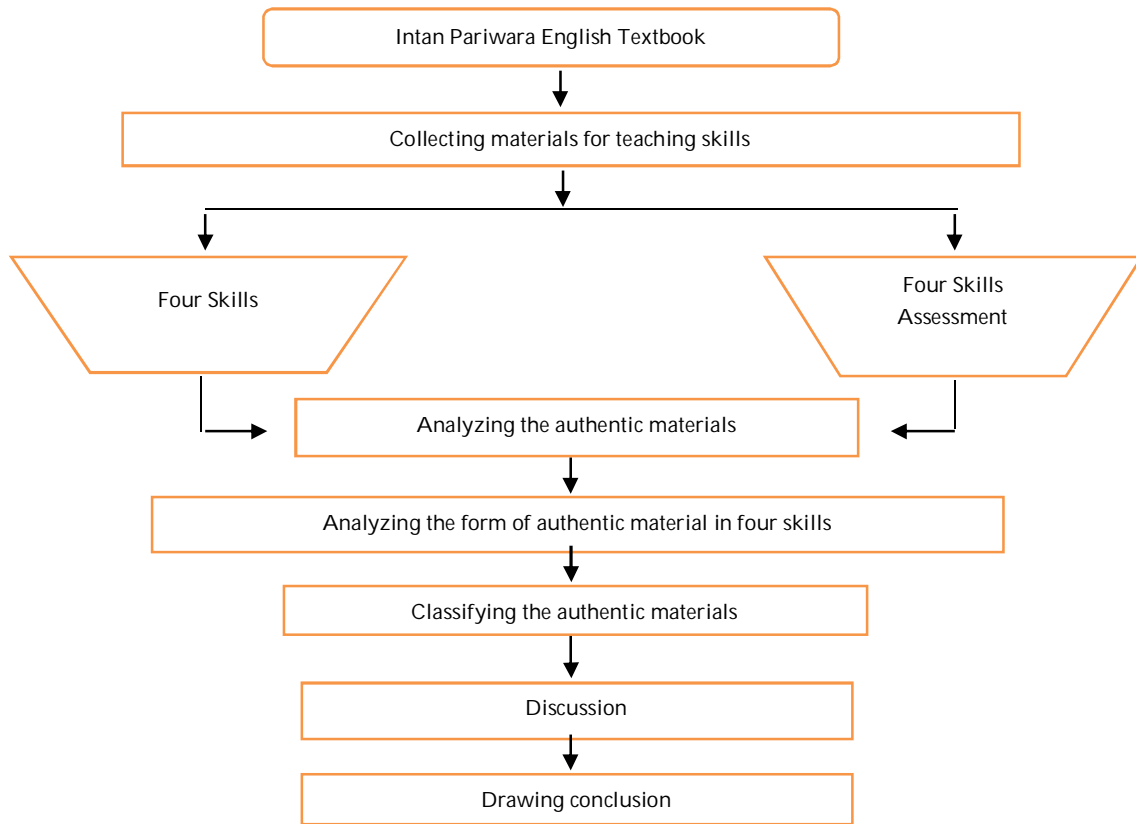 Intan Pariwara English Textbook
Collecting materials for teaching skills
Four Skills
Four Skills
Assessment
Analyzing the authentic materials
Analyzing the form of authentic material in four skills
Classifying the authentic materials
Discussion
Drawing conclusion